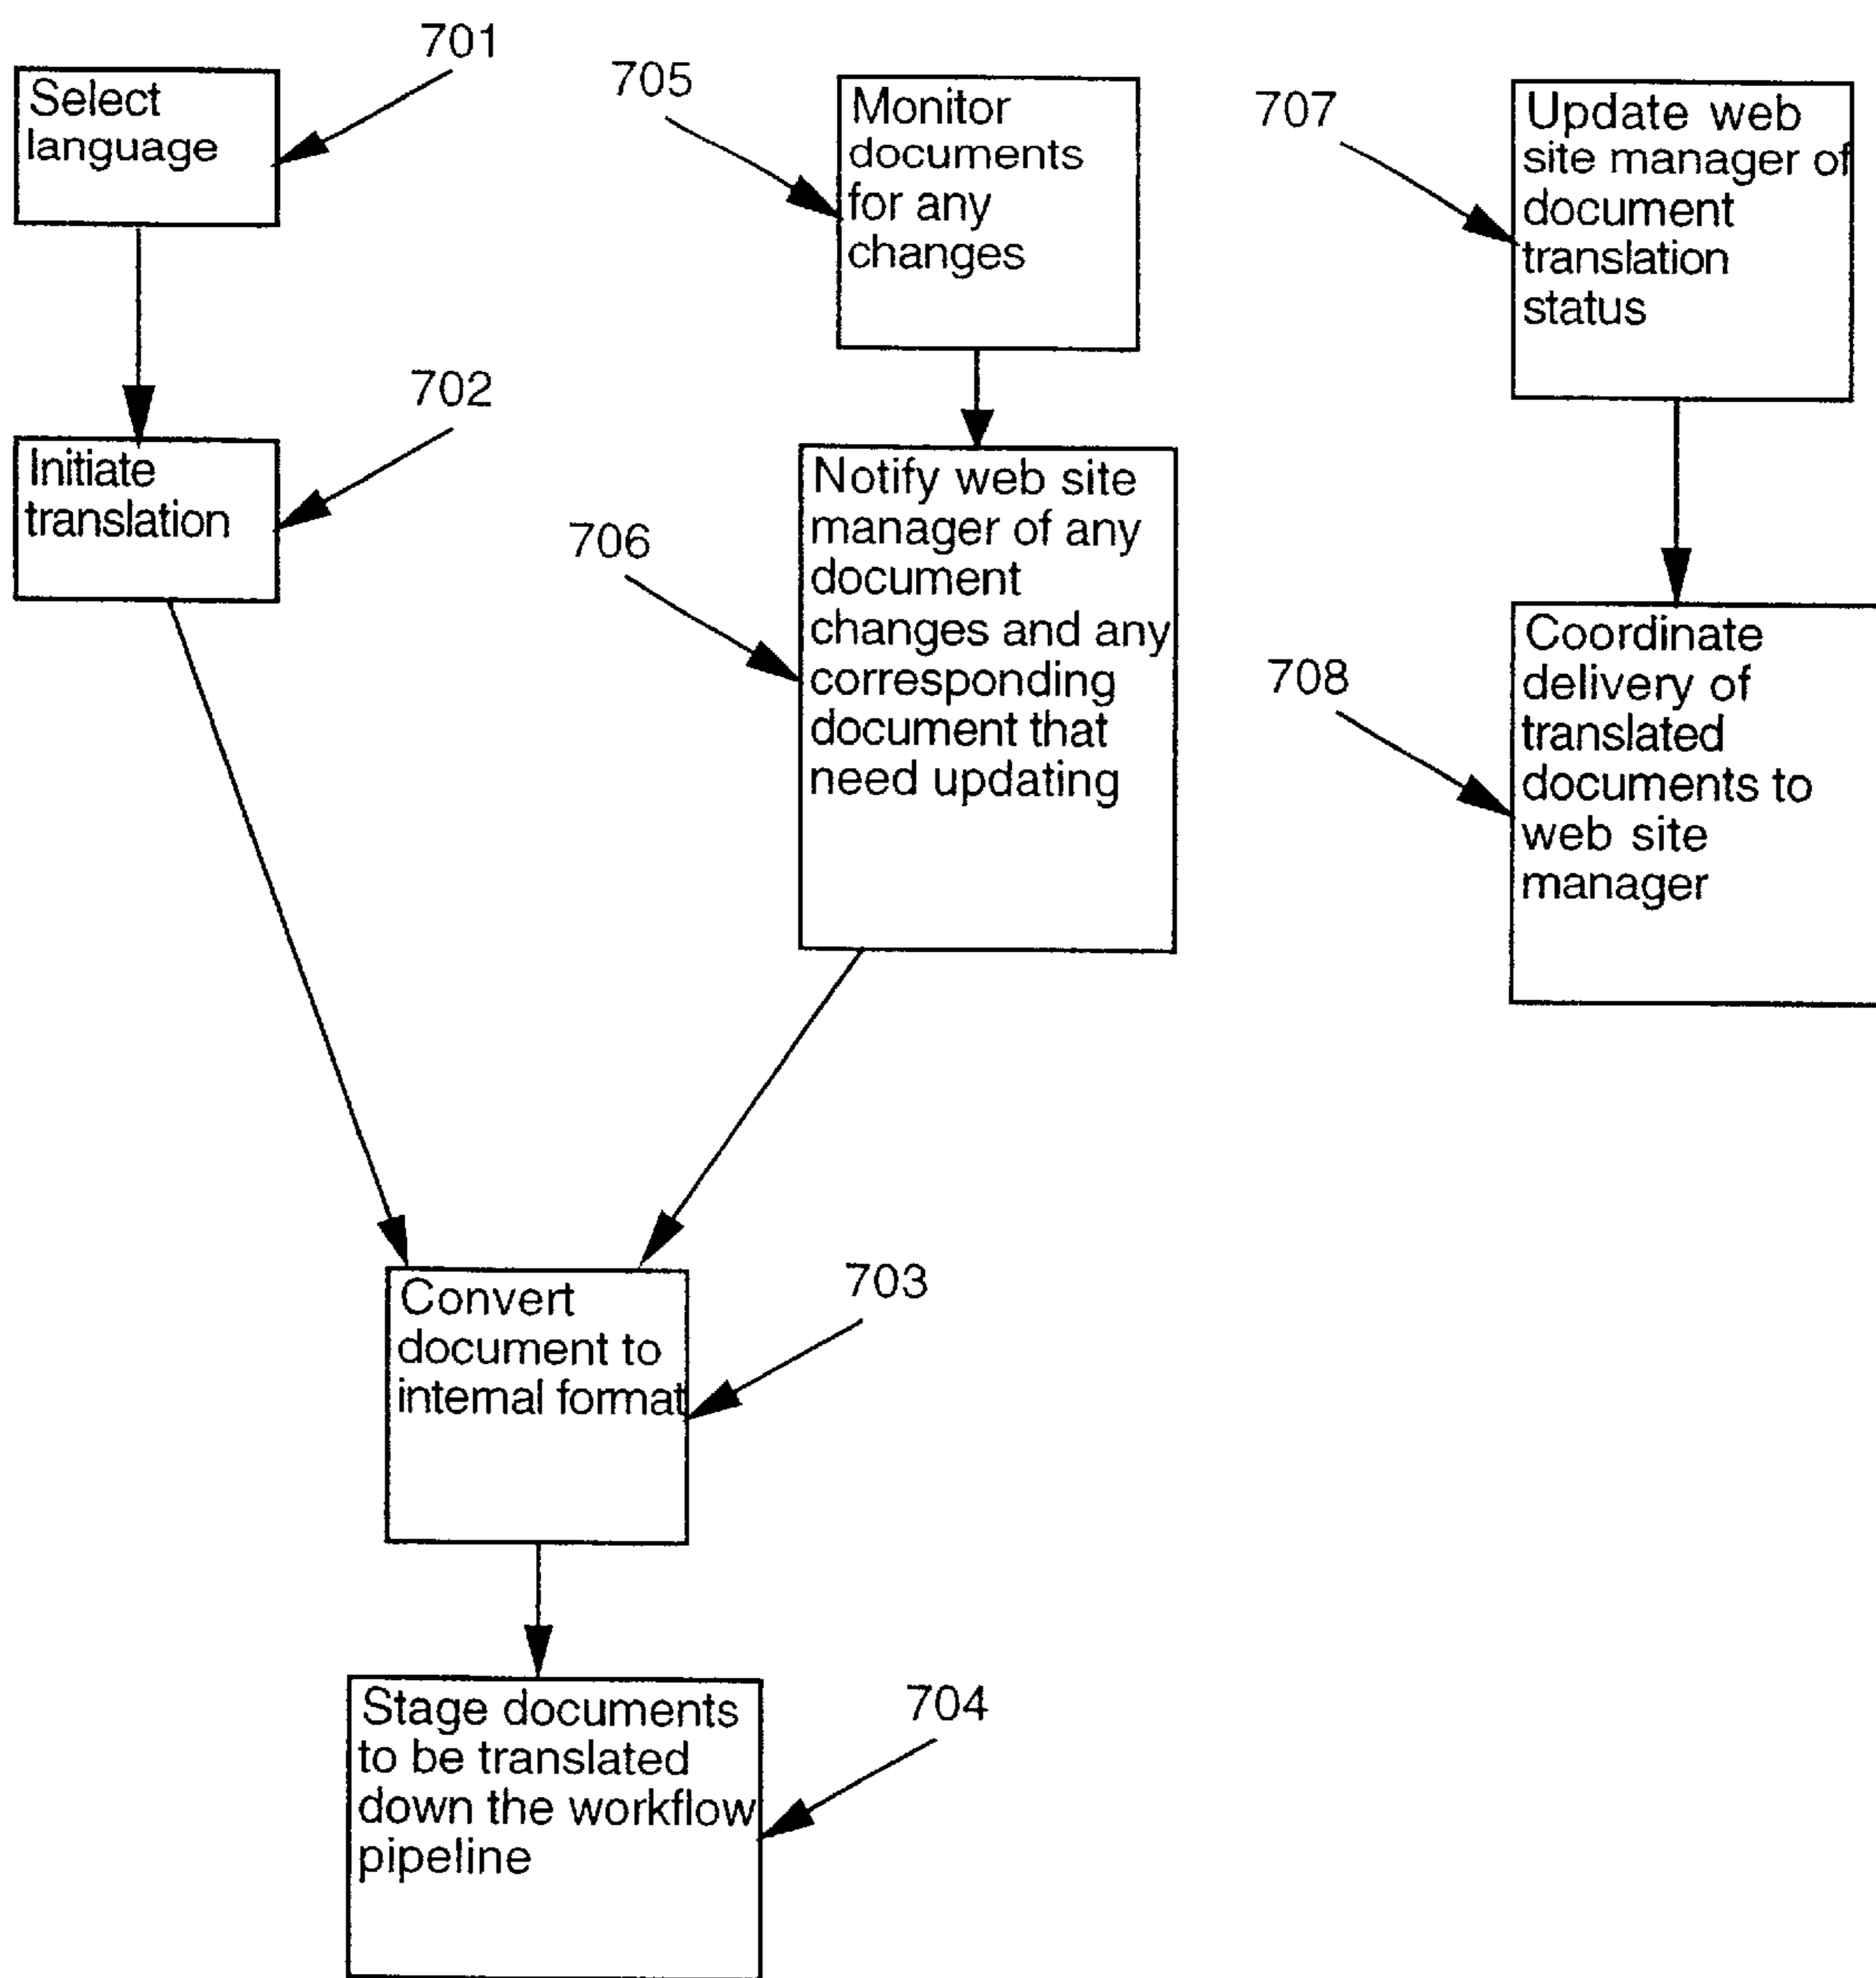 701
Select
language
702
Initiate
translation
705
Monitor
documents
for any
changes
706
Notify web site
manager of any
document
changes and any
corresponding
document that
need updating
707
Update web
site manager of
document
translation
status
708
Coordinate
delivery of
translated
documents to
web site
manager
703
Convert
document to
internal format
704
Stage documents
to be translated
down the workflow
pipeline